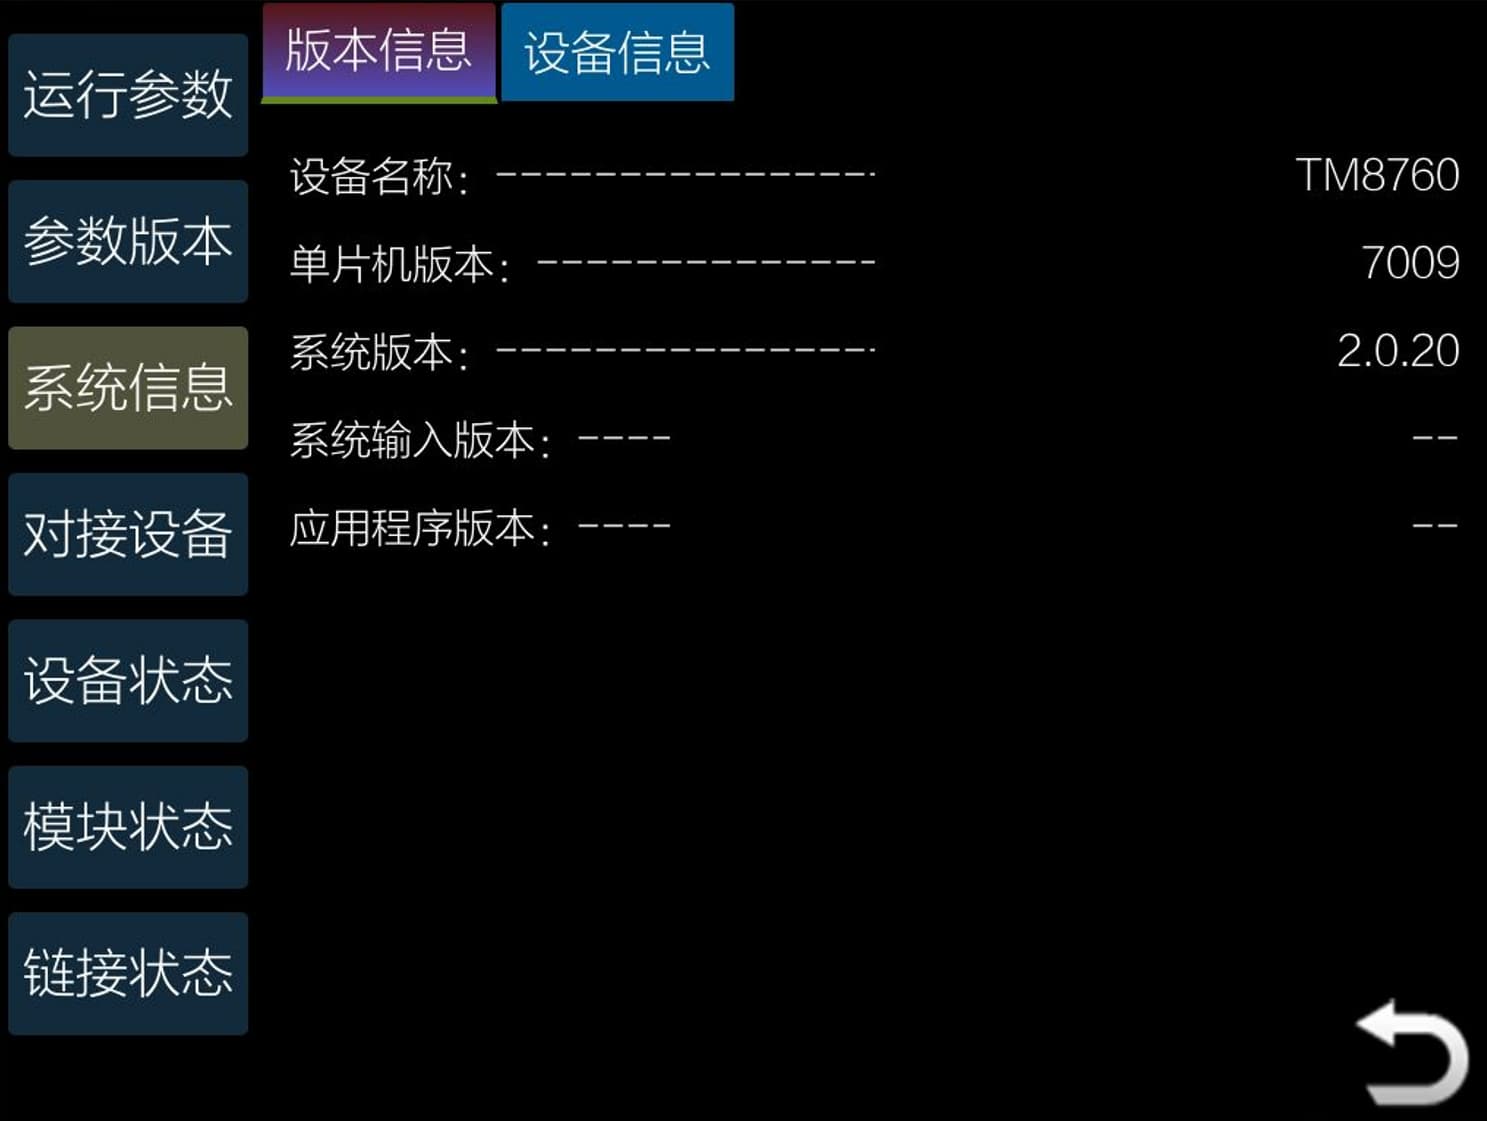 版本信息 设备信息
运行参数
参数版本
系统信息
对接设备
设备状态
模块状态
链接状态
设备名称：---------------- TM8760
单片机版本：-------------- 7009
系统版本：---------------- 2.0.20
系统输入版本：---- --
应用程序版本：---- --